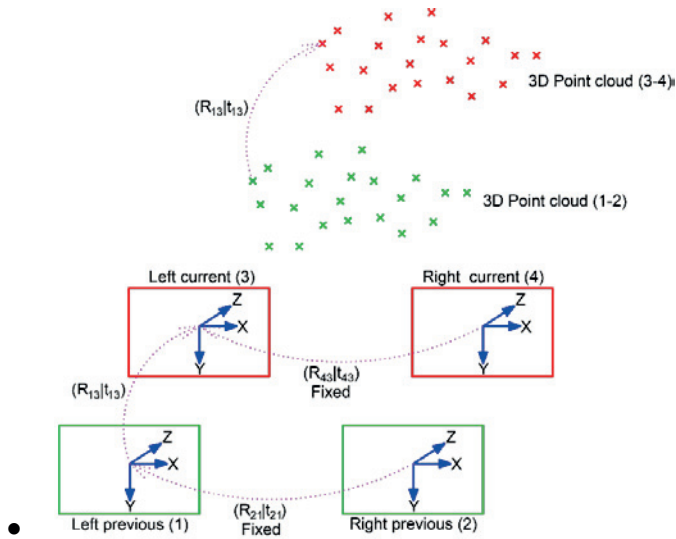 (R₁₃|t₁₃)
3D Point cloud (3-4)
3D Point cloud (1-2)
Left current (3)
Right current (4)
Z
X
Y
Z
X
Y
(R₄₃|t₄₃)
Fixed
(R₁₃|t₁₃)
Z
X
Y
Z
X
Y
(R₂₁|t₂₁)
Fixed
Left previous (1)
Right previous (2)